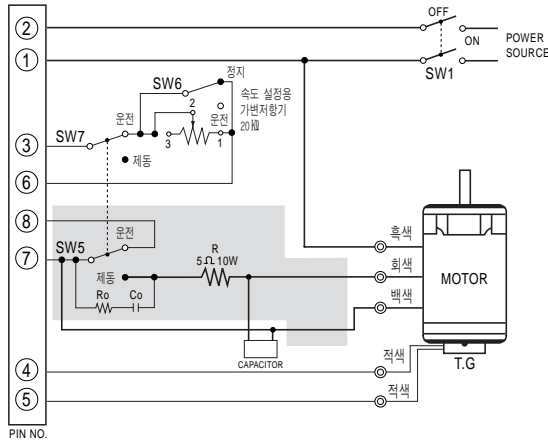 OFF
ON
POWER
SOURCE
SW1
2
1
정지
SW6
속도 설정용
가변저항기
20㏀
운전
2
운전
3
1
3
SW7
제동
6
8
운전
7
SW5
제동
R
5Ω 10W
Ro
Co
흑색
회색
백색
MOTOR
CAPACITOR
적색
T.G
4
적색
5
PIN NO.